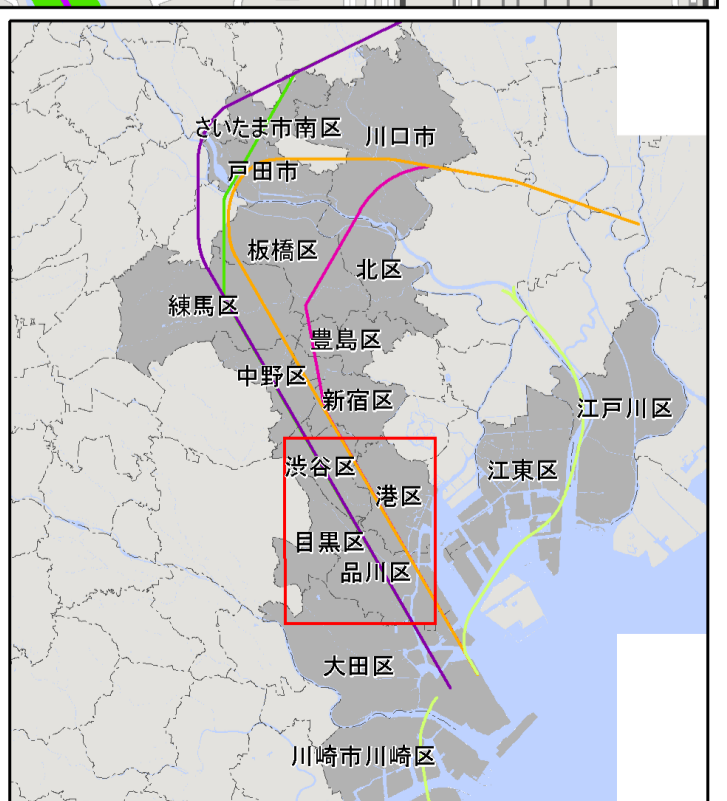 さいたま市南区
川口市
戸田市
板橋区
北区
練馬区
豊島区
中野区
新宿区
江戸川区
渋谷区
江東区
港区
目黒区
品川区
大田区
川崎市川崎区